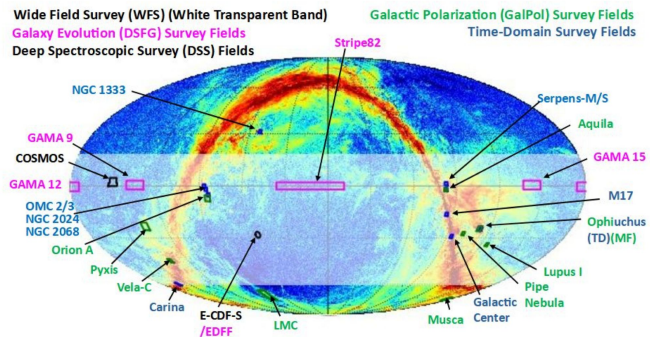 Wide Field Survey (WFS) (White Transparent Band)
Galactic Polarization (GalPol) Survey Fields
Galaxy Evolution (DSFG) Survey Fields
Time-Domain Survey Fields
Deep Spectroscopic Survey (DSS) Fields
Stripe82
NGC 1333
Serpens-M/S
Aquila
GAMA 9
COSMOS
GAMA 15
GAMA 12
OMC 2/3
NGC 2024
NGC 2068
M17
Orion A
Ophiuchus
(TD)(MF)
Pyxis
Lupus I
Vela-C
Pipe
Nebula
Carina
Galactic
Center
E-CDF-S
/EDFF
LMC
Musca